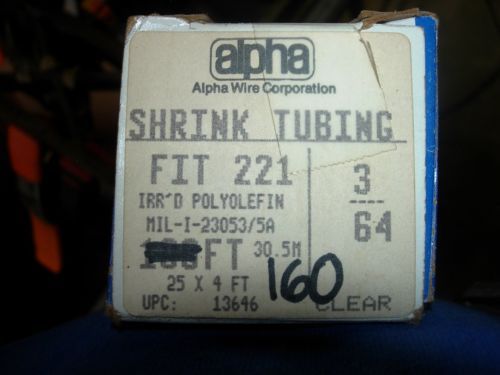 alpha
Alpha Wire Corporation
SHRINK TUBING
FIT 221
3
64
IRR'D POLYOLEFIN
MIL-I-23053/5A
FT 30.5M
25 X 4 FT
160
UPC: 13646
CLEAR